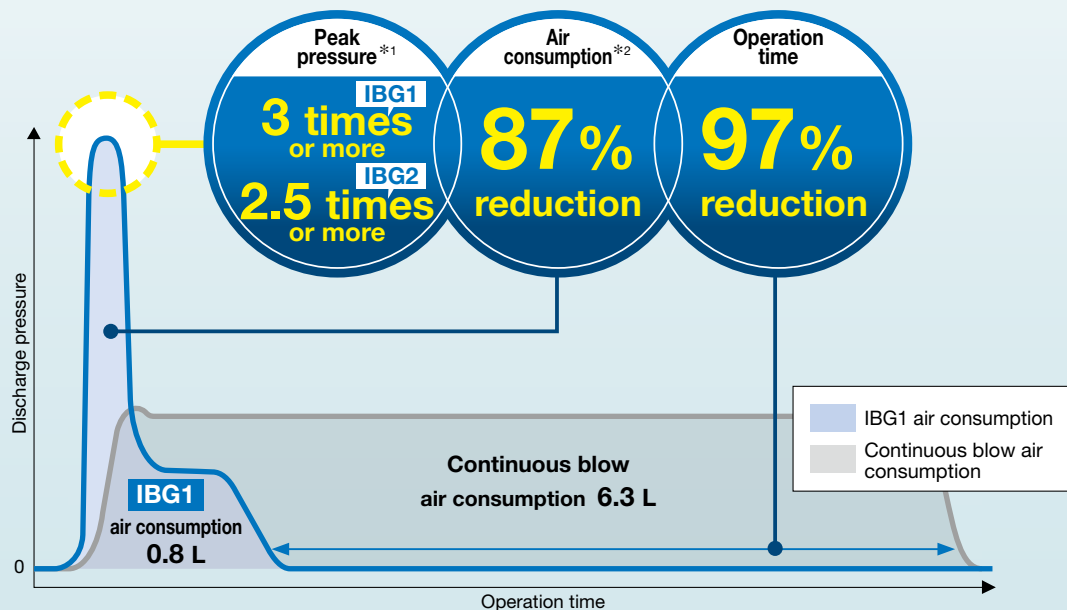 Peak
pressure*1
IBG1
3 times
or more
IBG2
2.5 times
or more
Air
consumption*2
87%
reduction
Operation
time
97%
reduction
Discharge pressure
IBG1 air consumption
Continuous blow air
consumption
Continuous blow
air consumption 6.3 L
IBG1
air consumption
0.8 L
0
Operation time